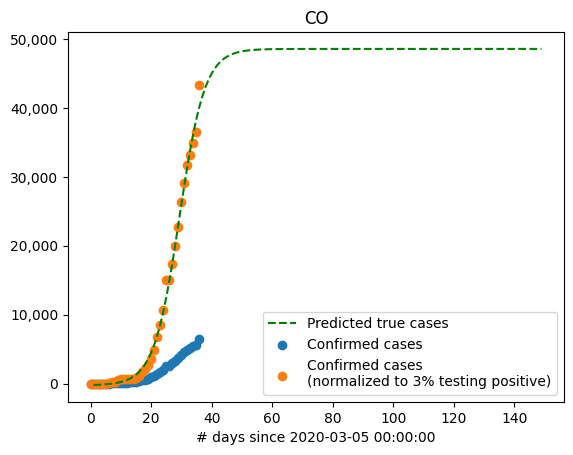 CO
50,000
40,000
30,000
20,000
10,000
0
Predicted true cases
Confirmed cases
Confirmed cases
(normalized to 3% testing positive)
0 20 40 60 80 100 120 140
# days since 2020-03-05 00:00:00